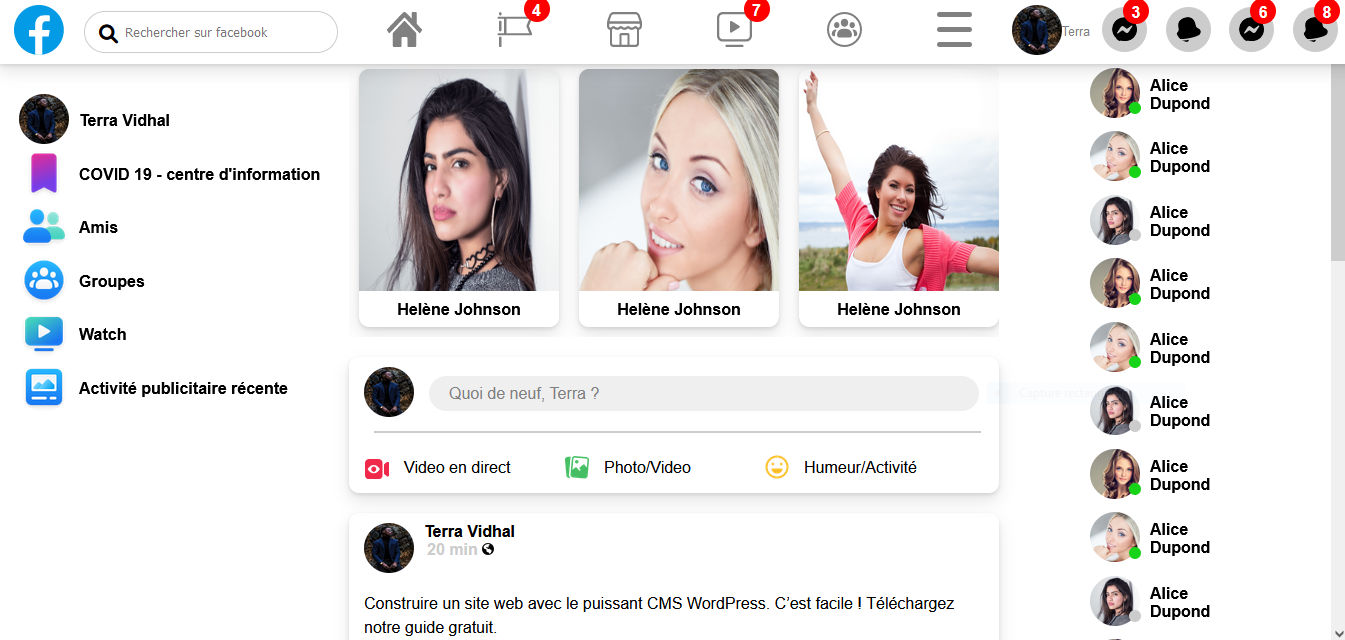 Rechercher sur facebook
4
7
Terra
3
6
8
Terra Vidhal
COVID 19 - centre d'information
Amis
Groupes
Watch
Activité publicitaire récente
Helène Johnson
Helène Johnson
Helène Johnson
Quoi de neuf, Terra ?
Video en direct
Photo/Video
Humeur/Activité
Terra Vidhal
20 min
Construire un site web avec le puissant CMS WordPress. C’est facile ! Téléchargez
notre guide gratuit.
Alice
Dupond
Alice
Dupond
Alice
Dupond
Alice
Dupond
Alice
Dupond
Alice
Dupond
Alice
Dupond
Alice
Dupond
Alice
Dupond